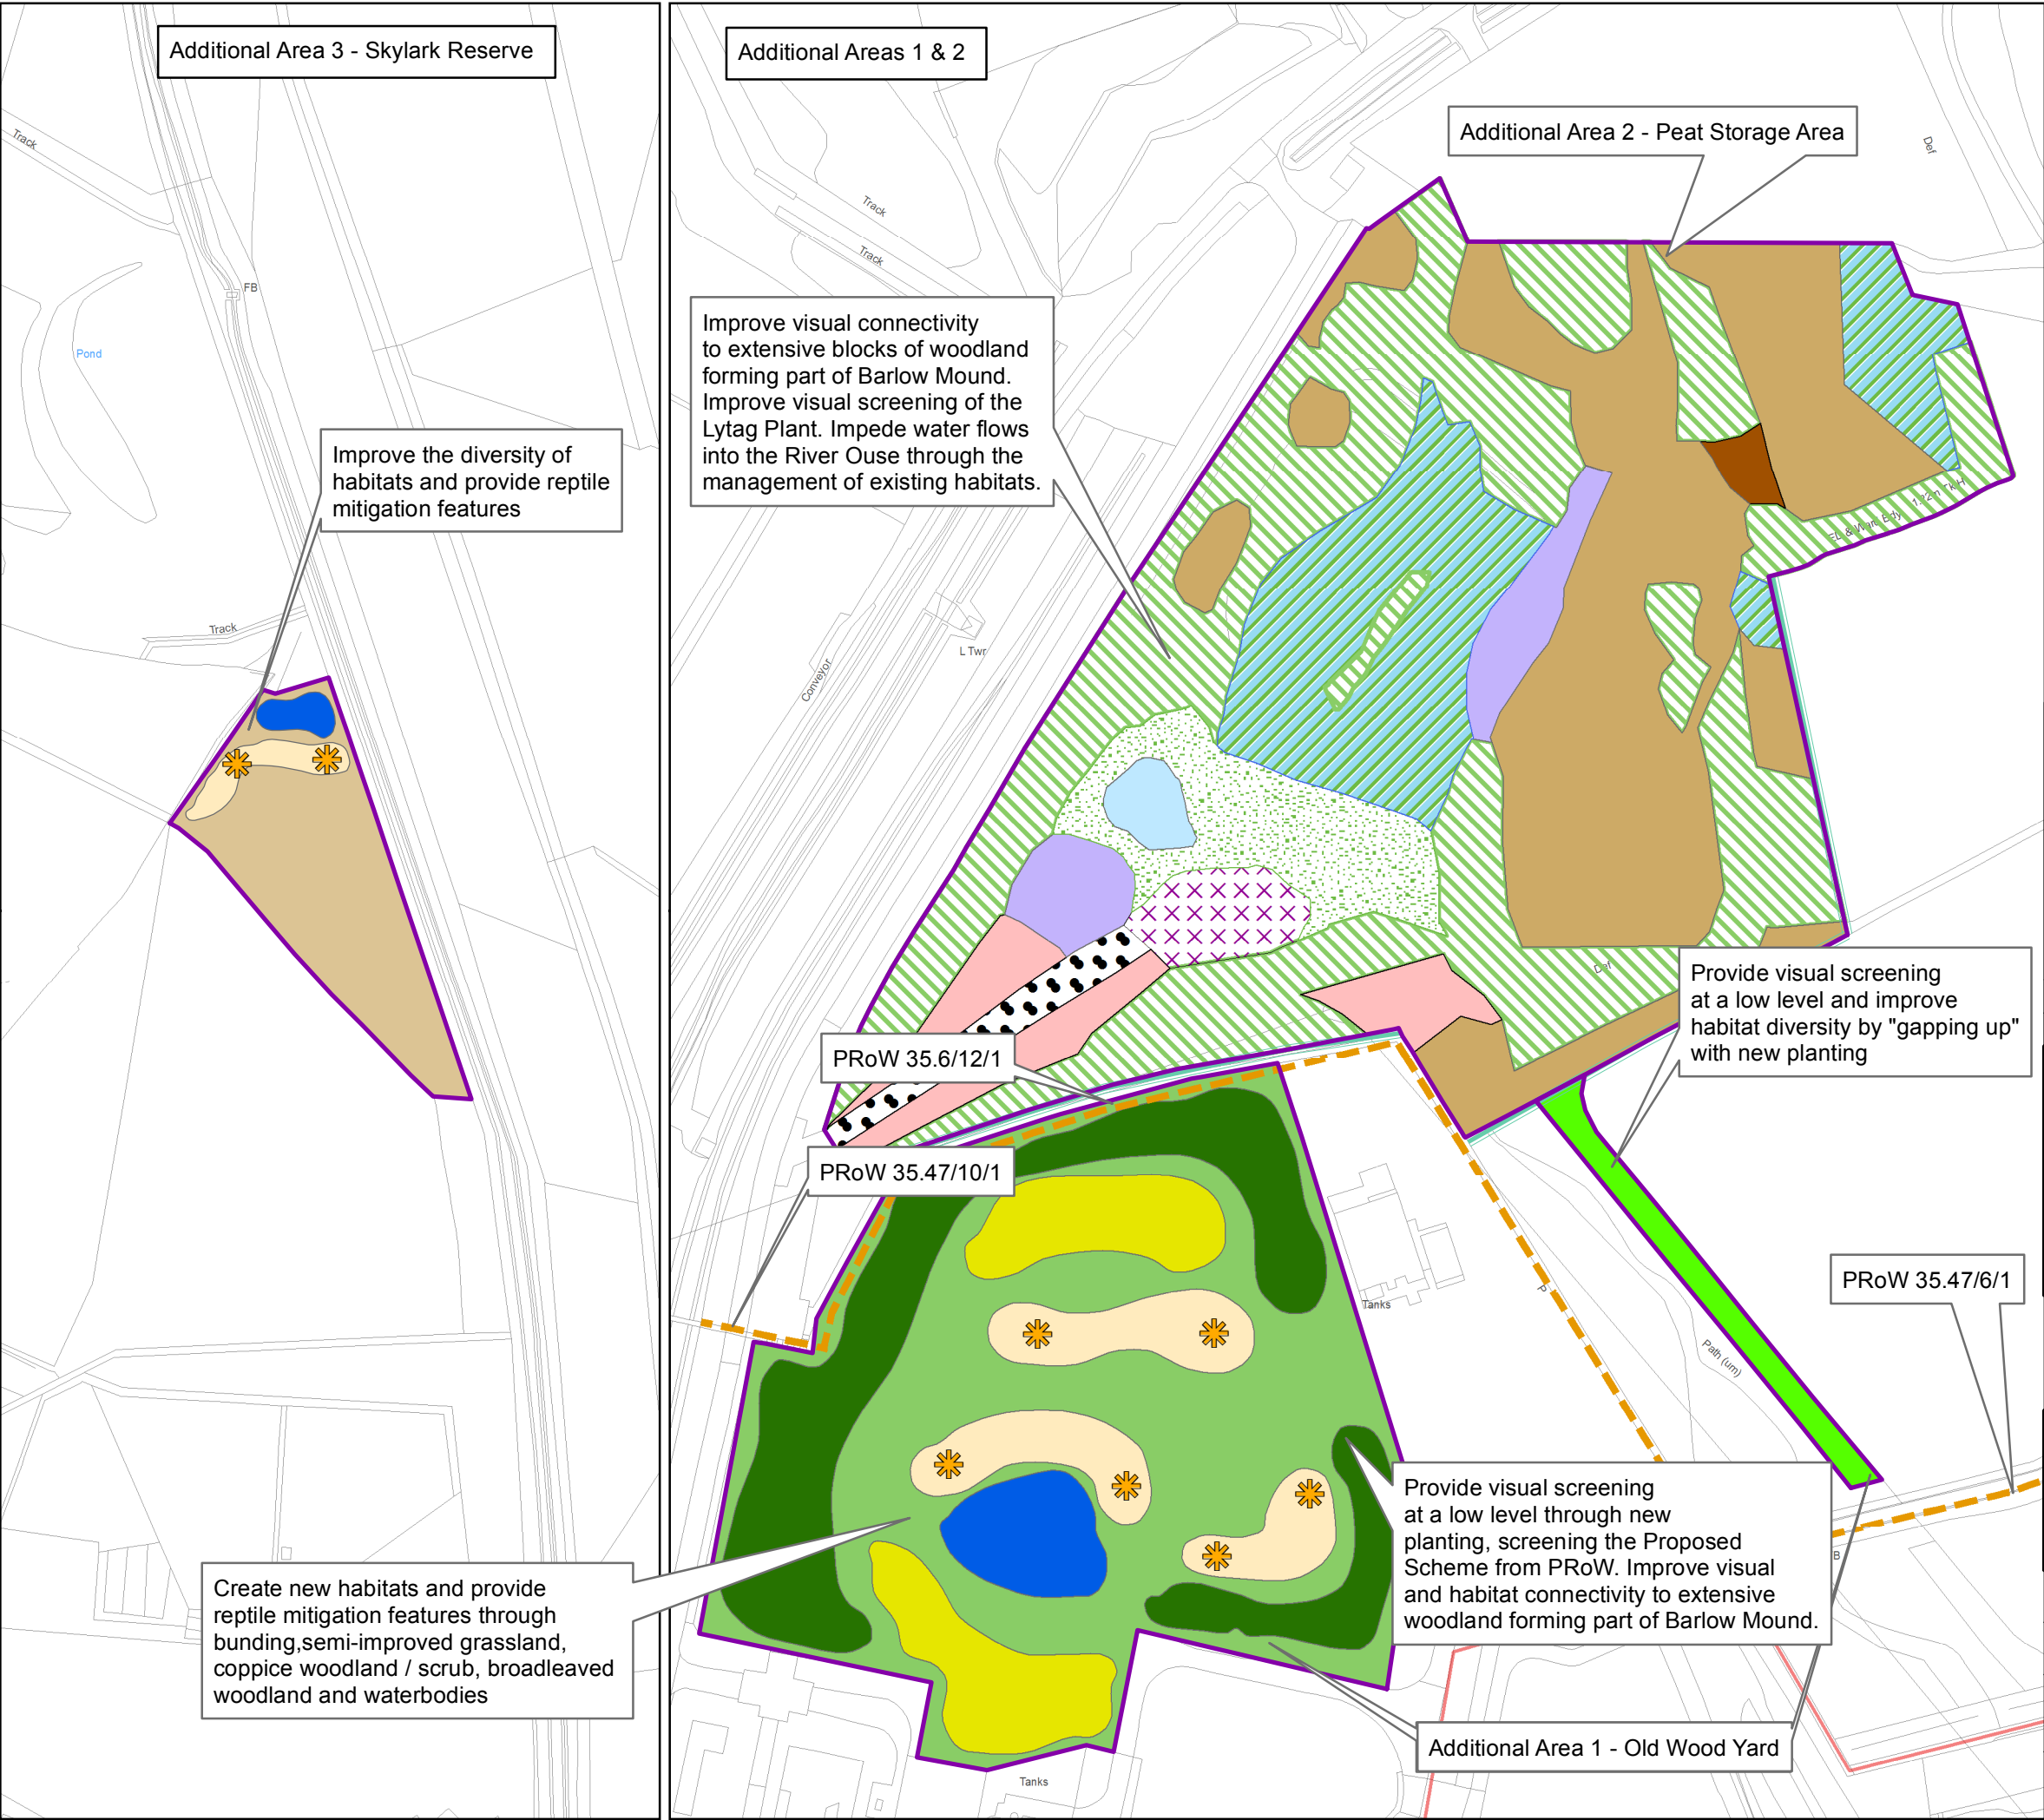 Additional Area 3 - Skylark Reserve
Track
FB
Pond
Improve the diversity of
habitats and provide reptile
mitigation features
Track
Create new habitats and provide
reptile mitigation features through
bunding,semi-improved grassland,
coppice woodland / scrub, broadleaved
woodland and waterbodies
Additional Areas 1 & 2
Additional Area 2 - Peat Storage Area
Def
Track
Track
Improve visual connectivity
to extensive blocks of woodland
forming part of Barlow Mound.
Improve visual screening of the
Lytag Plant. Impede water flows
into the River Ouse through the
management of existing habitats.
L Twr
Conveyor
Def
Provide visual screening
at a low level and improve
habitat diversity by "gapping up"
with new planting
PRoW 35.6/12/1
PRoW 35.47/10/1
PRoW 35.47/6/1
Tanks
P
Path (um)
Provide visual screening
at a low level through new
planting, screening the Proposed
Scheme from PRoW. Improve visual
and habitat connectivity to extensive
woodland forming part of Barlow Mound.
B
Additional Area 1 - Old Wood Yard
Tanks